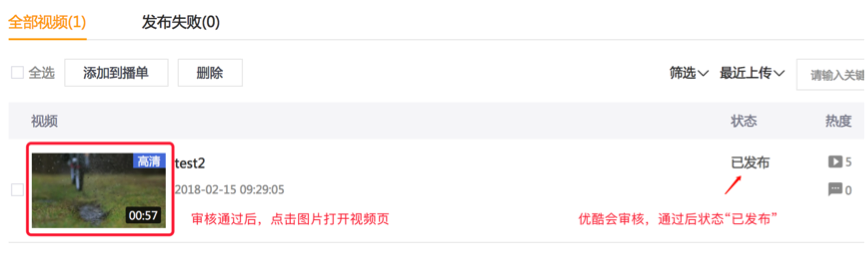 全部视频(1) 发布失败(0)
全选 添加到播单 删除 筛选 最近上传 请输入关键
视频 状态 热度
高清 test2 已发布 5
2018-02-15 09:29:05 0
00:57 审核通过后，点击图片打开视频页 优酷会审核，通过后状态“已发布”